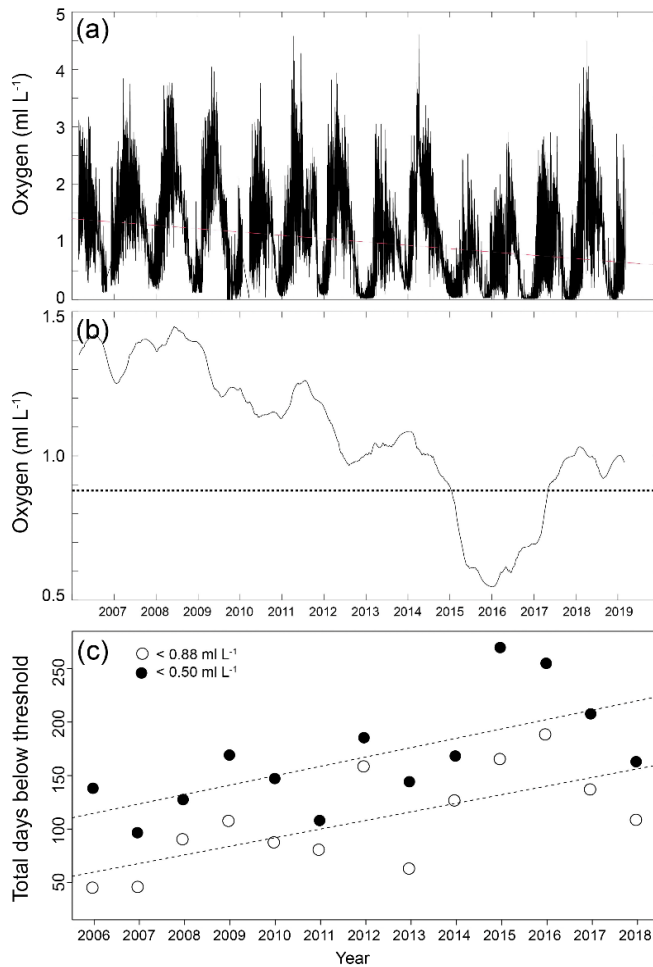 (a)
5
4
3
2
1
0
Oxygen (ml L⁻¹)
(b)
1.5
1.0
0.5
Oxygen (ml L⁻¹)
2007 2008 2009 2010 2011 2012 2013 2014 2015 2016 2017 2018 2019
(c)
○ < 0.88 ml L⁻¹
● < 0.50 ml L⁻¹
250
200
150
100
50
Total days below threshold
2006 2007 2008 2009 2010 2011 2012 2013 2014 2015 2016 2017 2018
Year